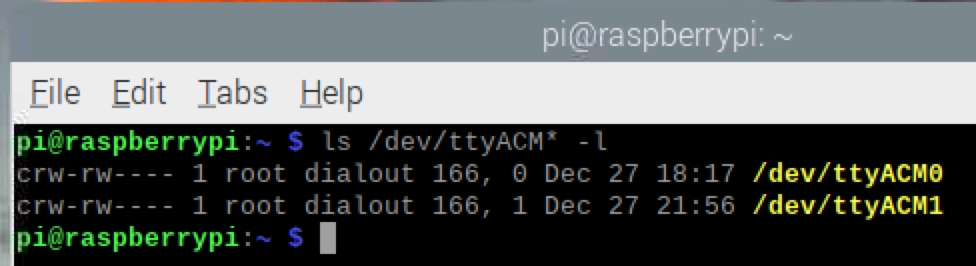 pi@raspberrypi: ~
File Edit Tabs Help
pi@raspberrypi:~ $ ls /dev/ttyACM* -l
crw-rw---- 1 root dialout 166, 0 Dec 27 18:17 /dev/ttyACM0
crw-rw---- 1 root dialout 166, 1 Dec 27 21:56 /dev/ttyACM1
pi@raspberrypi:~ $